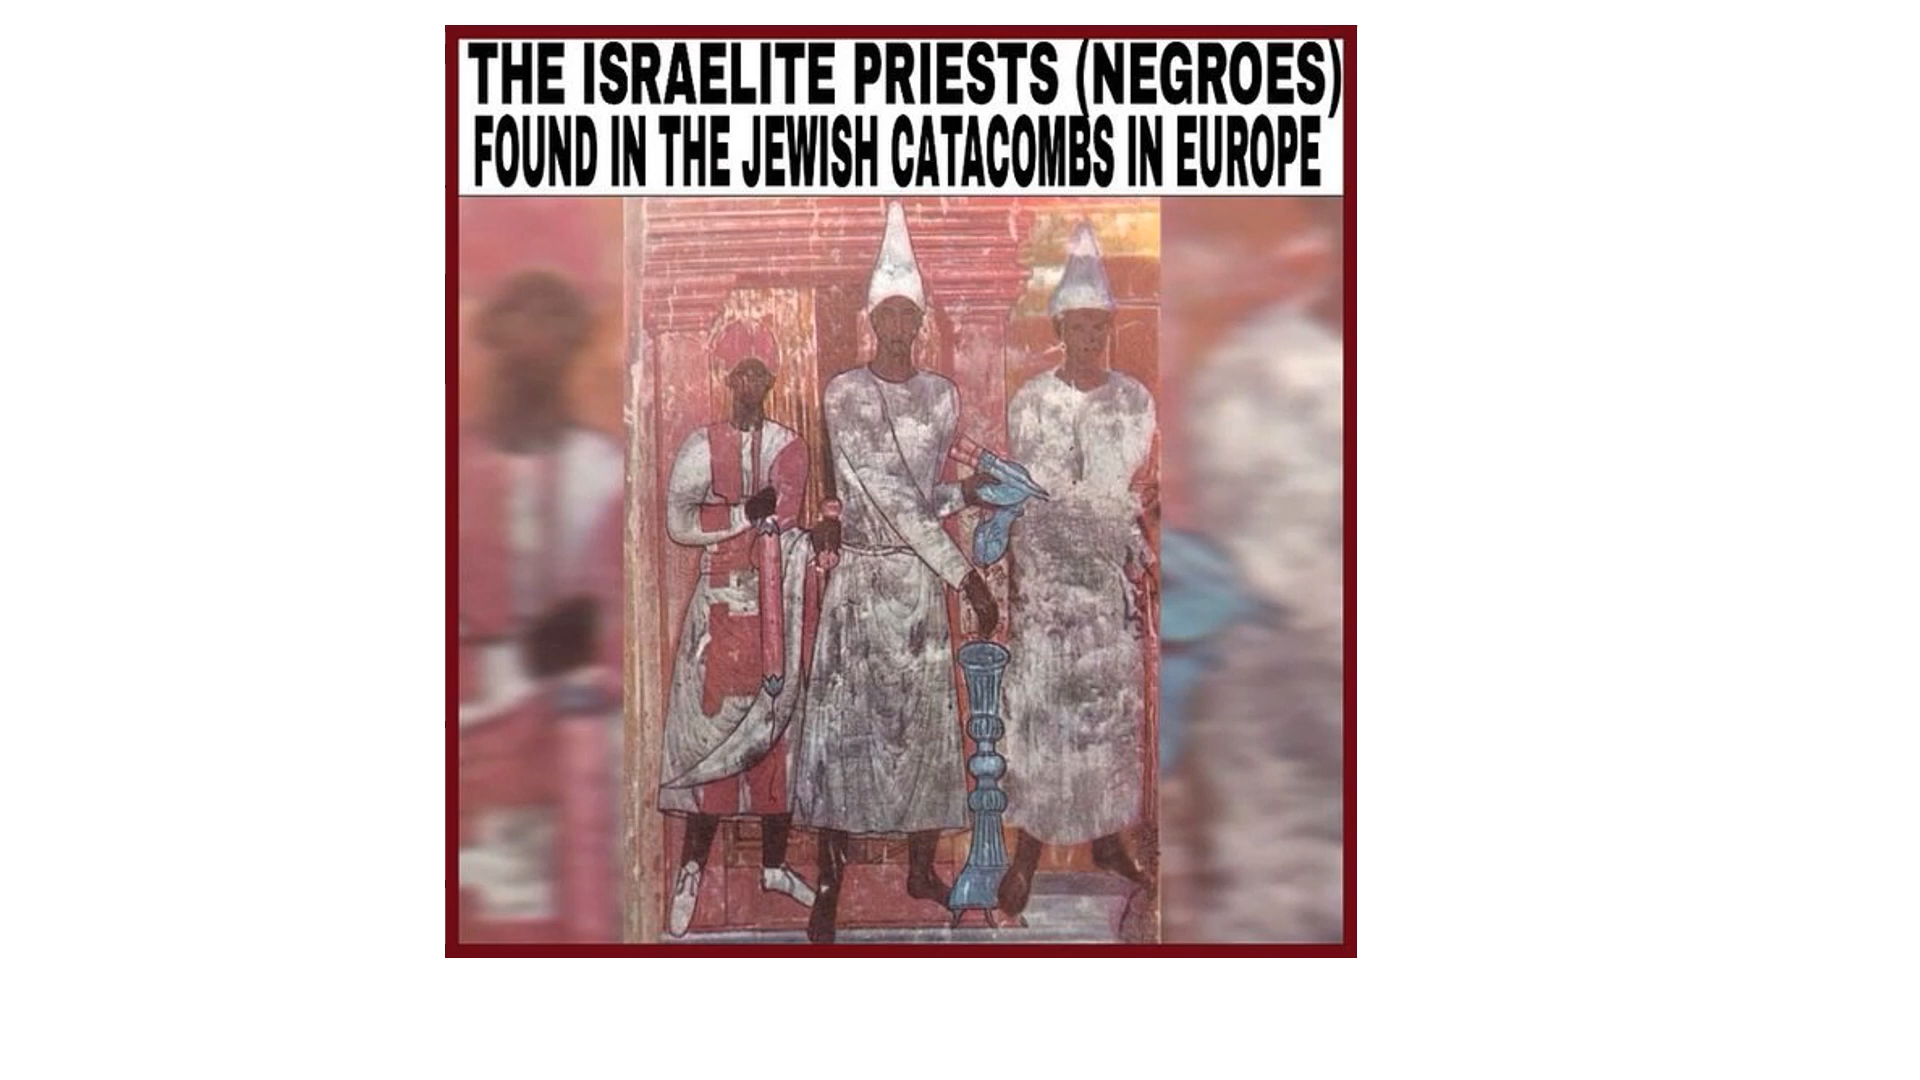 THE ISRAELITE PRIESTS (NEGROES)
FOUND IN THE JEWISH CATACOMBS IN EUROPE